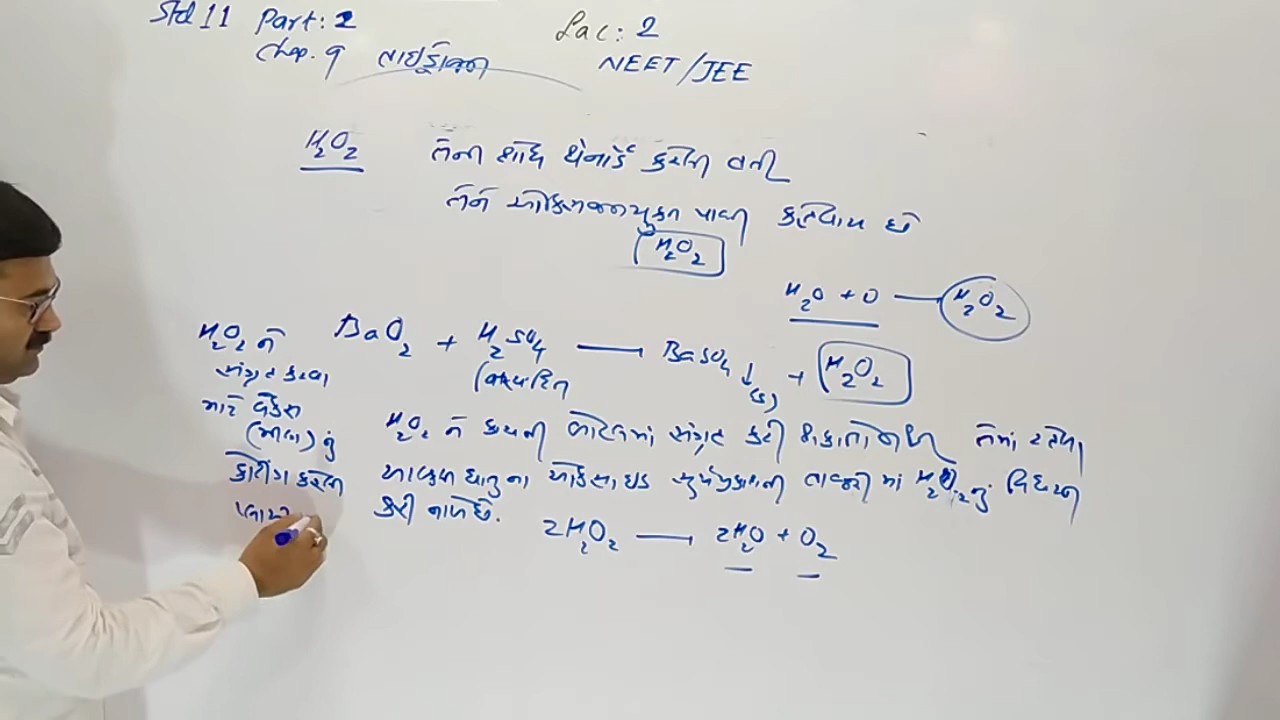 Std 11 Part: 2 Lac: 2
Chap. 9 હાઇડ્રોજન NEET/JEE
H2O2 તેની શોધ થેનાર્ડે કરેલી હતી
તેને ઓક્સિજનયુક્ત પાણી કહેવાય છે
H2O2
H2O + O —— H2O2
BaO2 + H2SO4 —— BaSO4↓(s) + H2O2
H2O2 ને કાચની બોટલમાં સંગ્રહ કરી શકાતો નથી તેમાં રહેલા
આલ્કલી ધાતુના ઓક્સાઇડ સુર્યપ્રકાશની હાજરી માં H2O2નું વિઘટન
કરી નાખે છે.
2H2O2 —— 2H2O + O2
H2O2 ને
સંગ્રહ કરવા
માટે વેક્સ
(મીણ) નું
કોટિંગ કરેલ